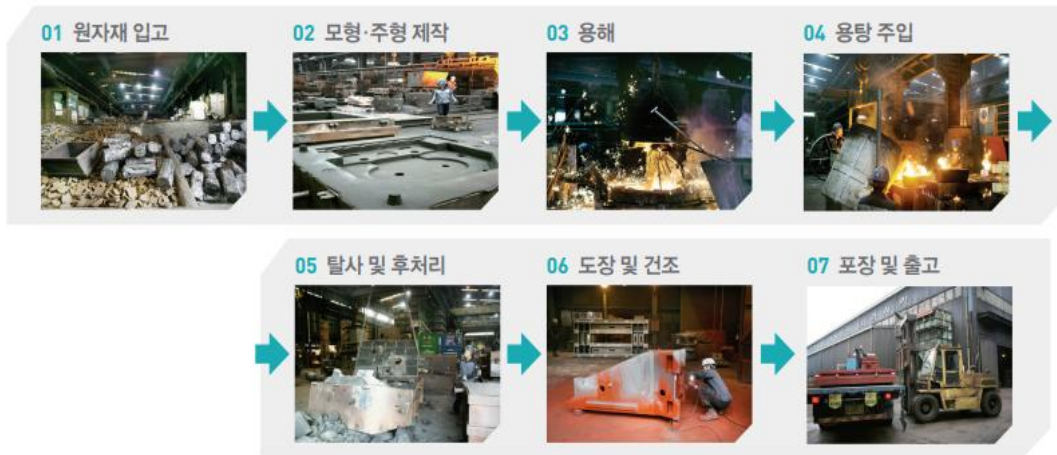 01 원자재 입고
02 모형·주형 제작
03 용해
04 용탕 주입
05 탈사 및 후처리
06 도장 및 건조
07 포장 및 출고